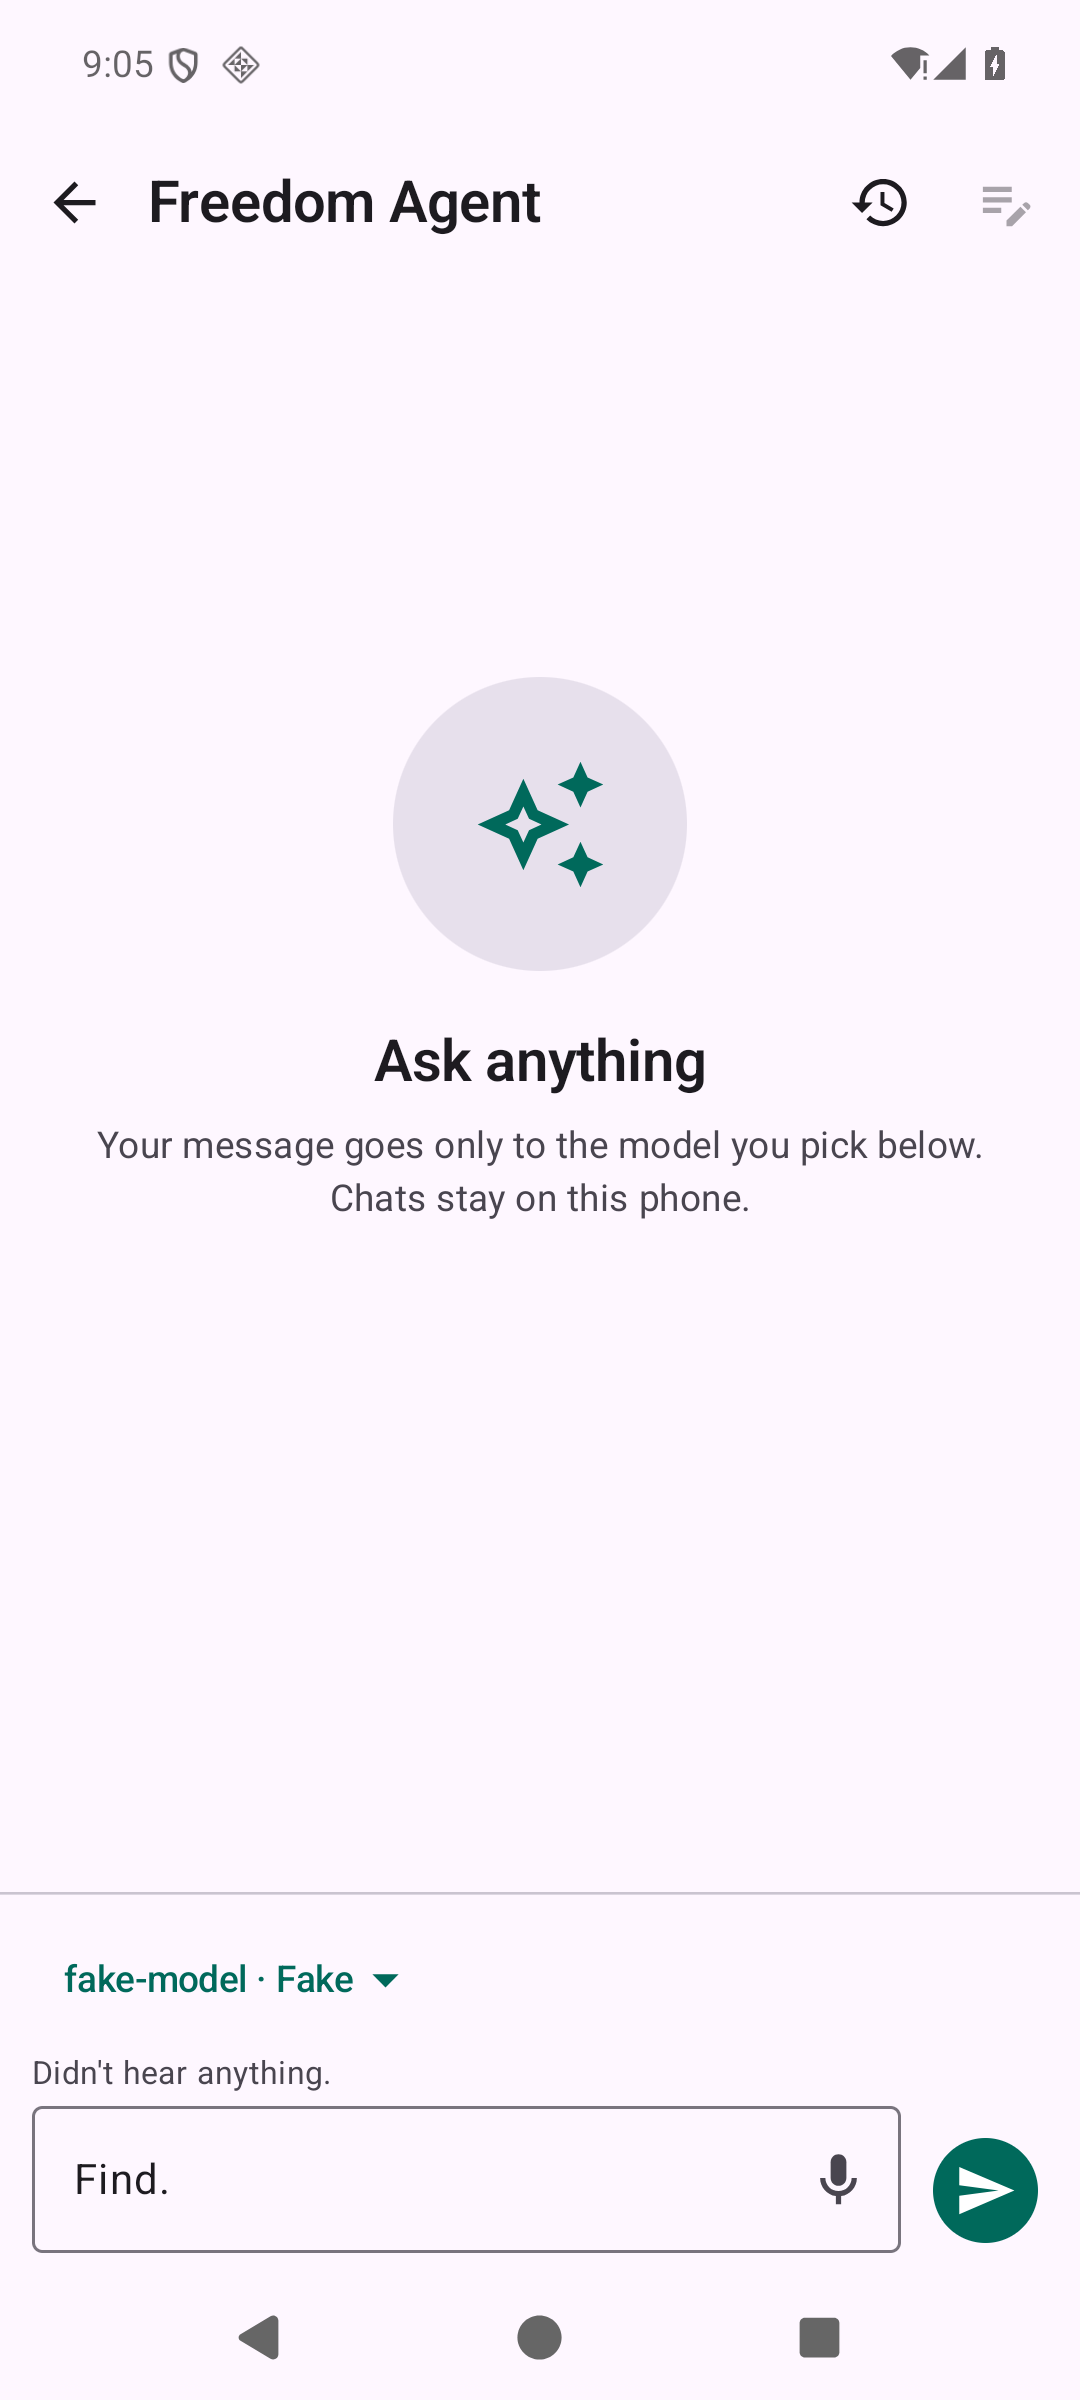 9:05
Freedom Agent
Ask anything
Your message goes only to the model you pick below.
Chats stay on this phone.
fake-model · Fake
Didn't hear anything.
Find.